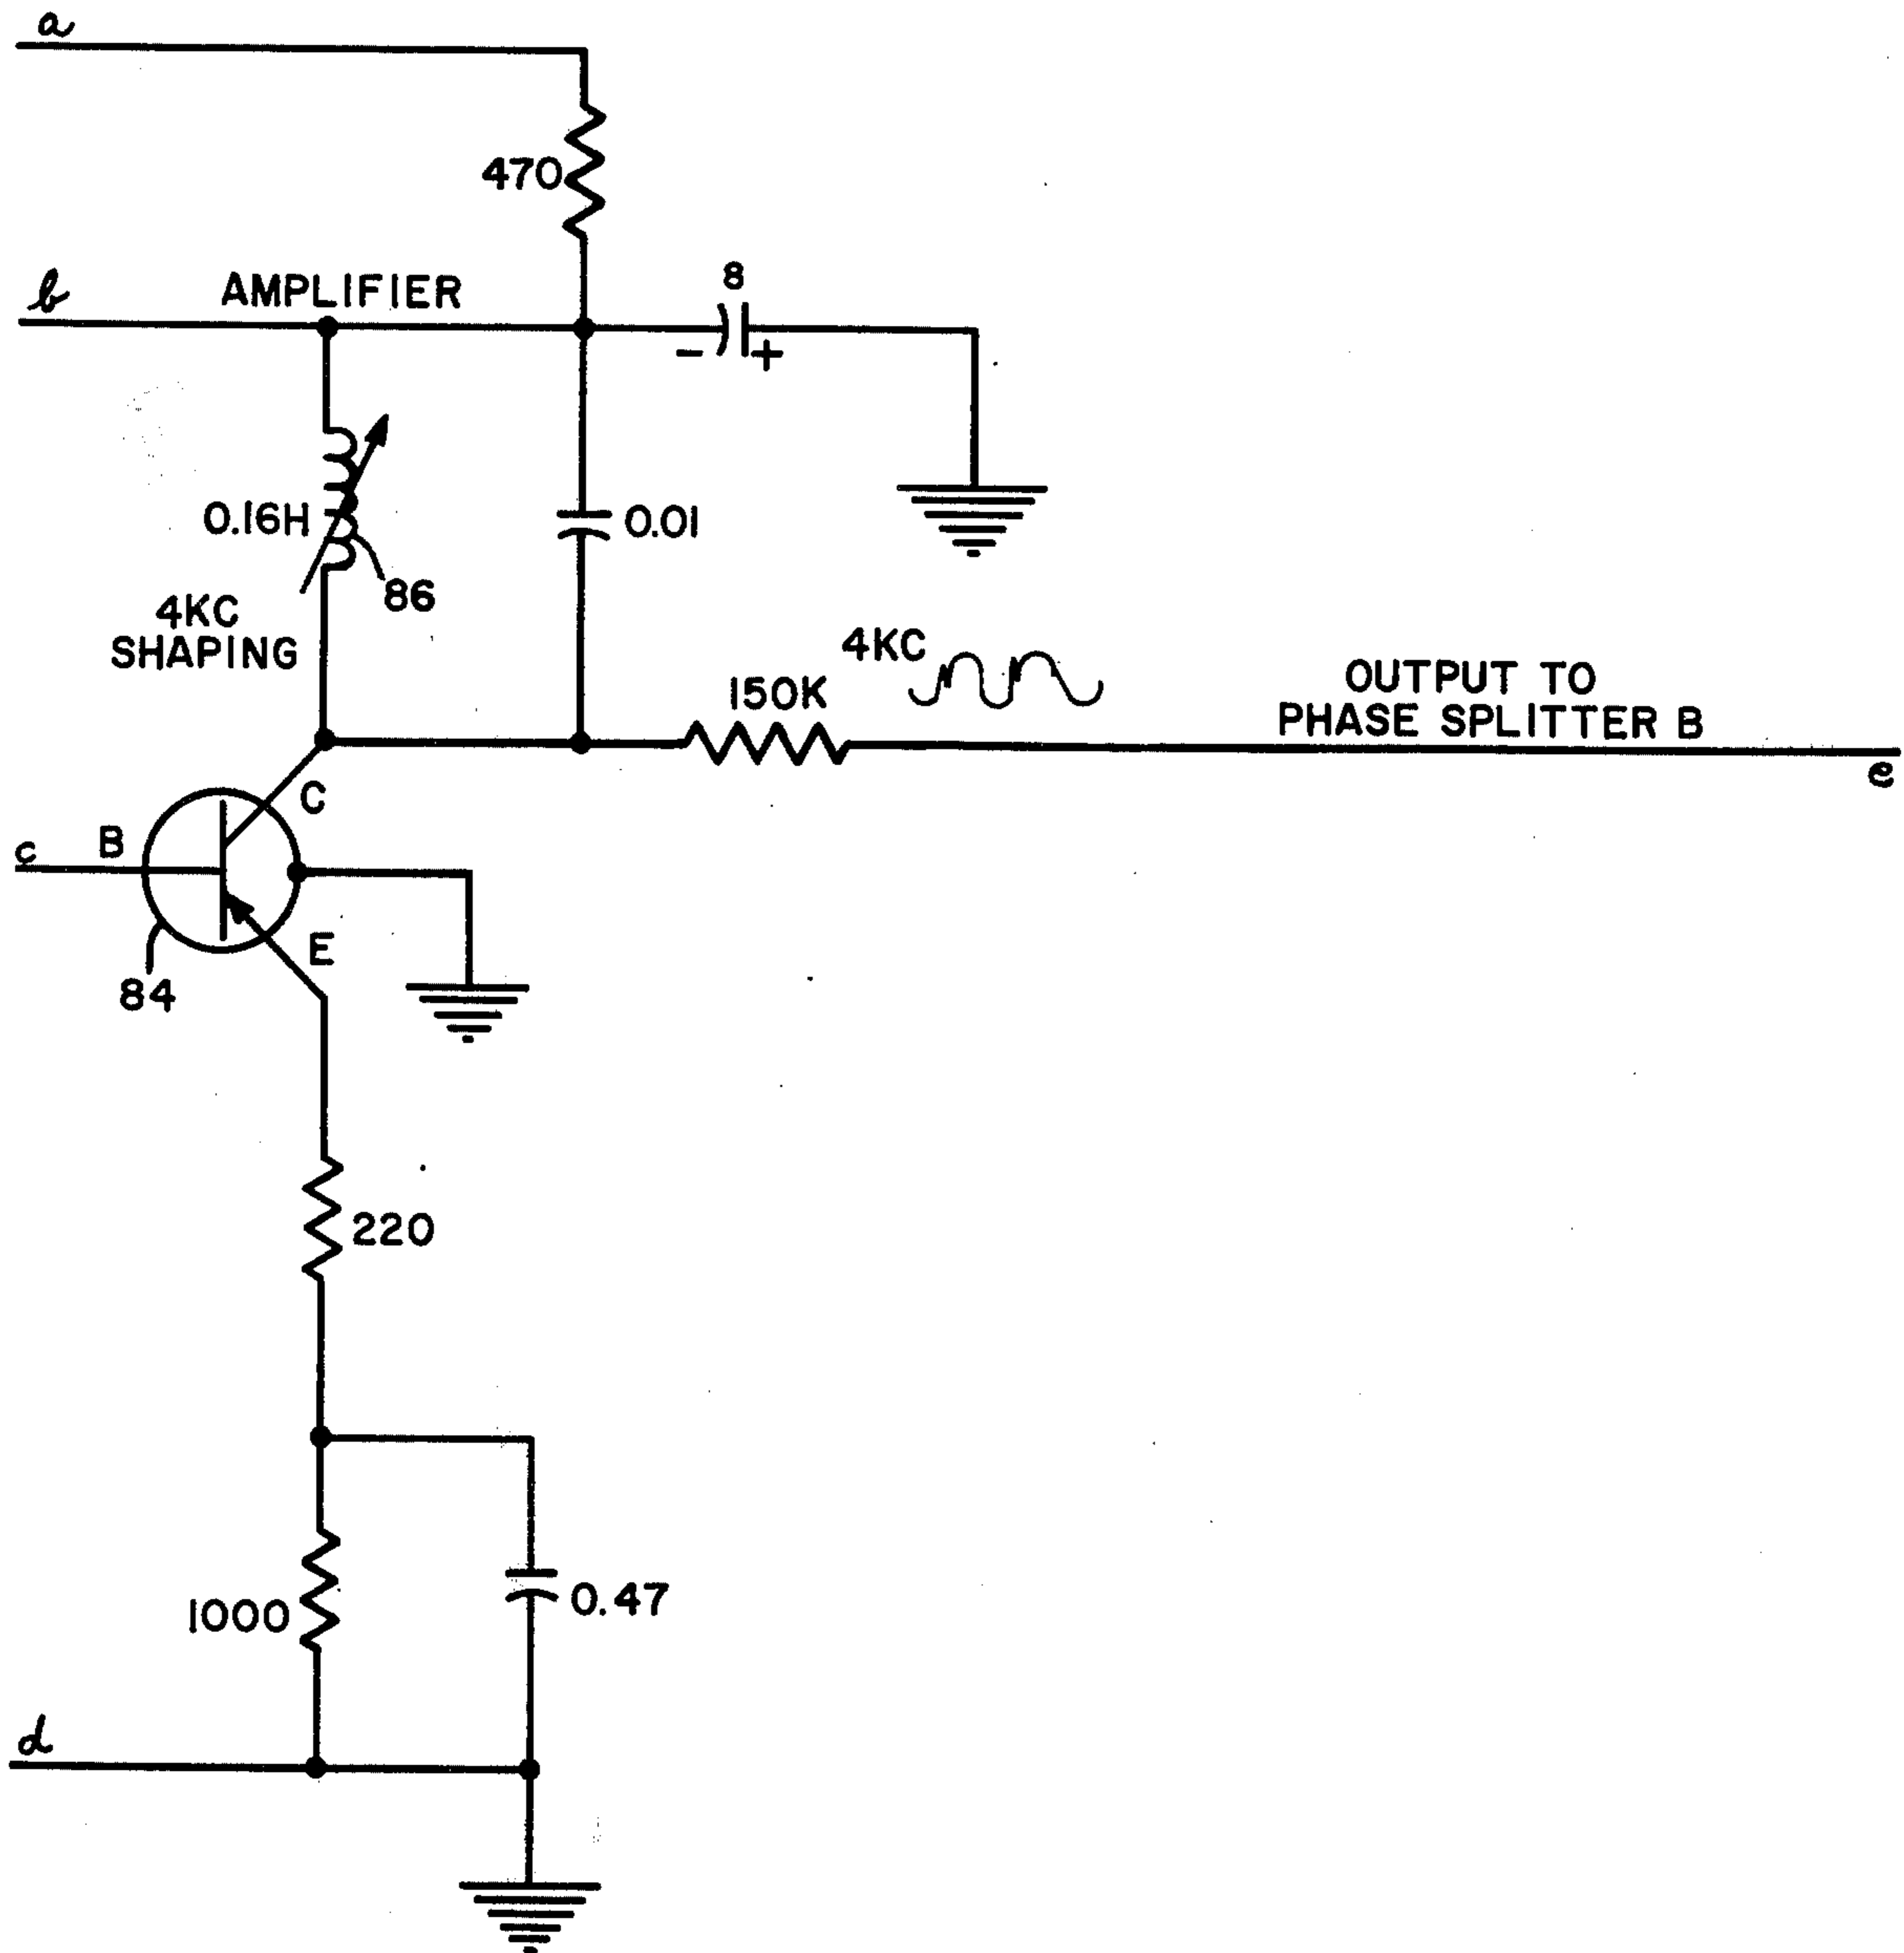 a
470
b
AMPLIFIER
8
- +
0.16H
0.01
86
4KC
SHAPING
4KC
150K
OUTPUT TO
PHASE SPLITTER B
e
C
c
B
E
84
220
1000
0.47
d